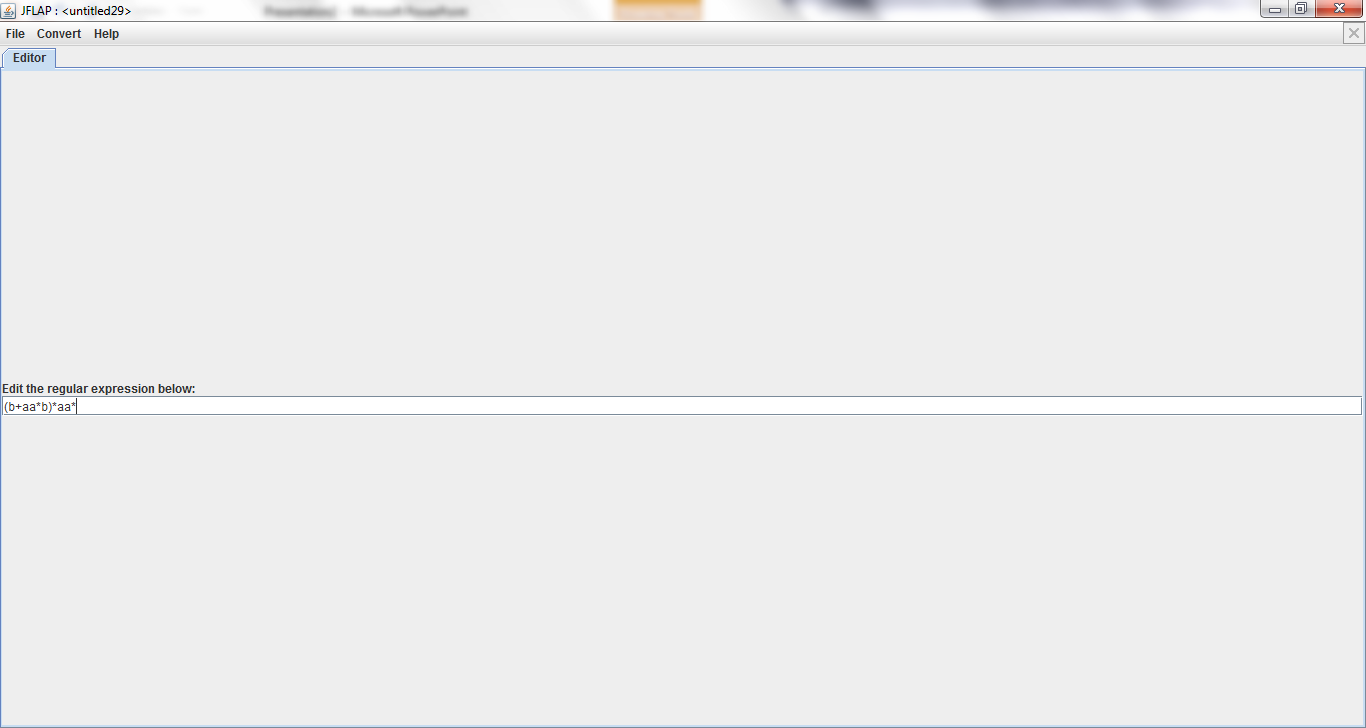 JFLAP : <untitled29>
File Convert Help
Editor
Edit the regular expression below:
(b+aa*b)*aa*